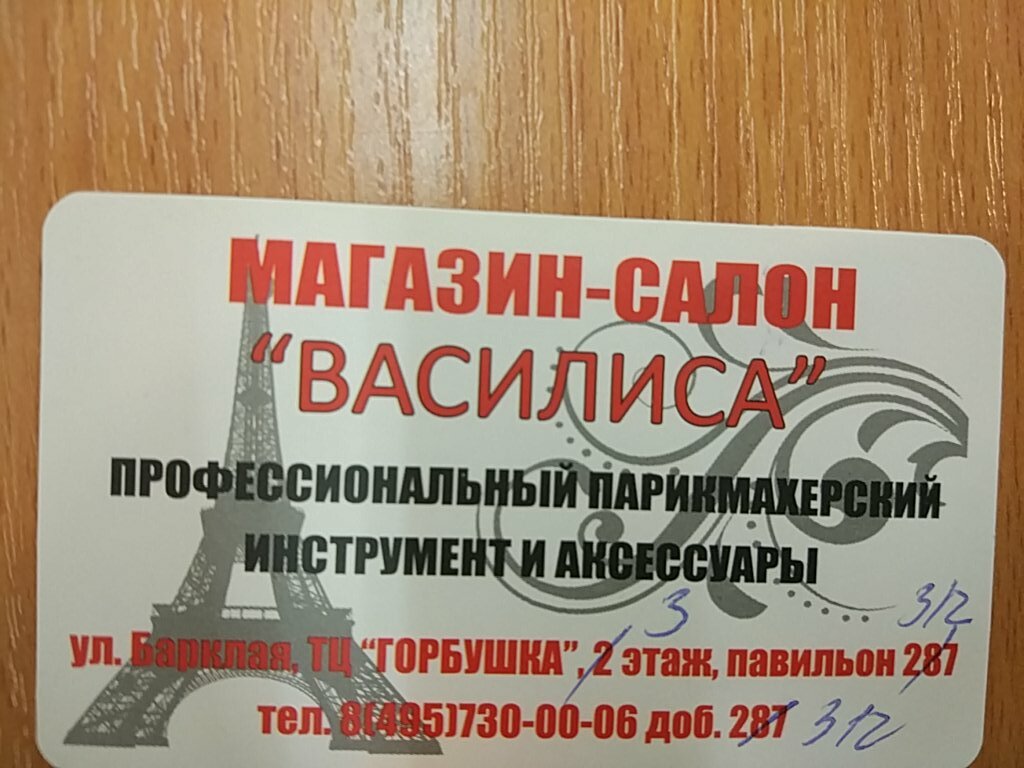 МАГАЗИН-САЛОН
“ВАСИЛИСА”
ПРОФЕССИОНАЛЬНЫЙ ПАРИКМАХЕРСКИЙ
ИНСТРУМЕНТ И АКСЕССУАРЫ
3 312
ул. Барклая, ТЦ “ГОРБУШКА”, 2 этаж, павильон 287
тел. 8(495)730-00-06 доб. 287 312